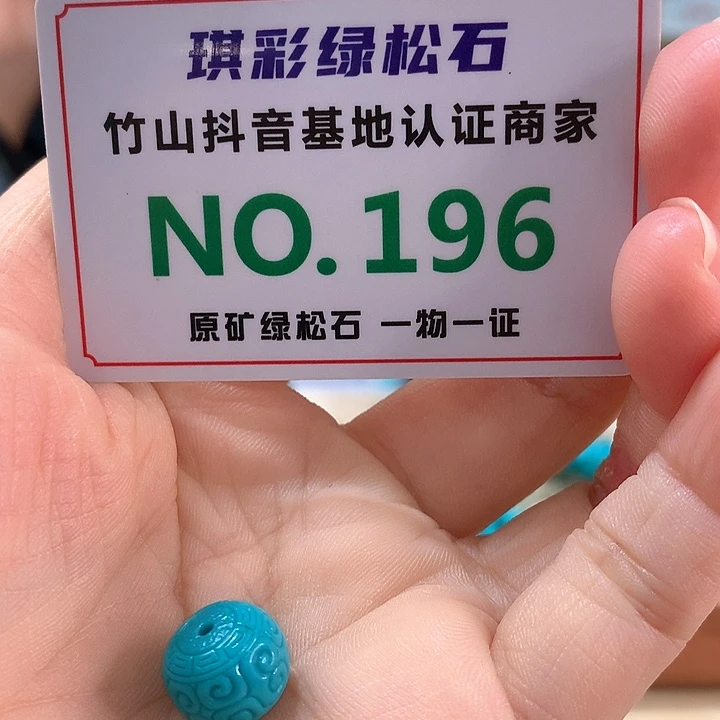 琪彩绿松石
竹山抖音基地认证商家
NO. 196
原矿绿松石 一物一证